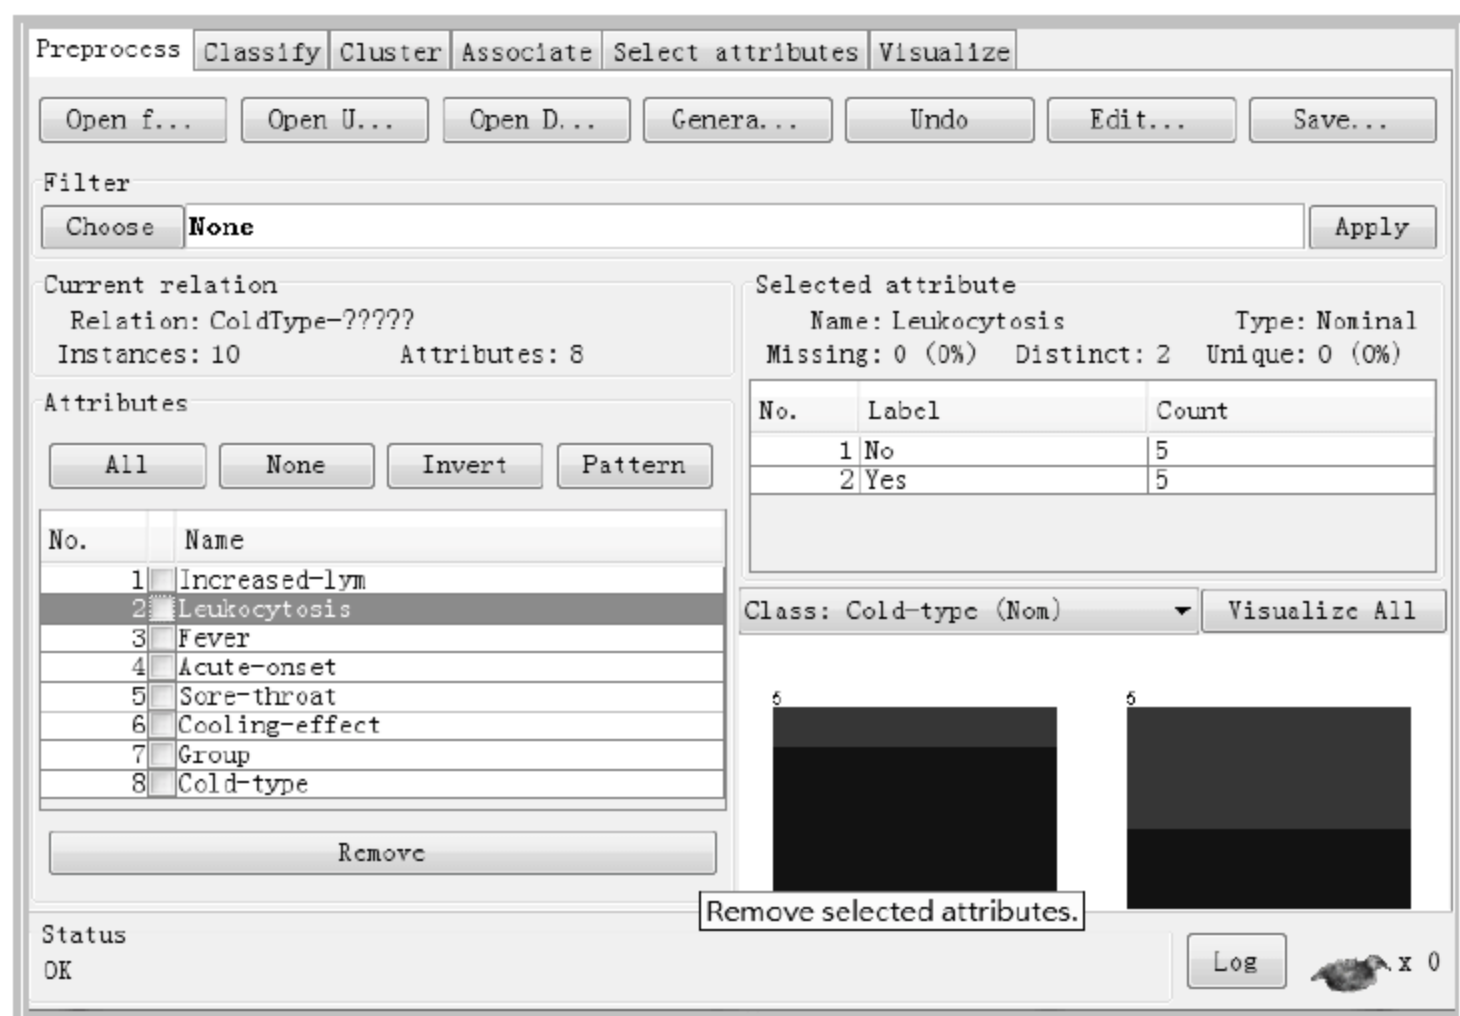 Preprocess Classify Cluster Associate Select attributes Visualize
Open f... Open U... Open D... Genera... Undo Edit... Save...
Filter
Choose None Apply
Current relation
Relation: ColdType-?????
Instances: 10 Attributes: 8
Selected attribute
Name: Leukocytosis Type: Nominal
Missing: 0 (0%) Distinct: 2 Unique: 0 (0%)
No. Label Count
1 No 5
2 Yes 5
Attributes
All None Invert Pattern
No. Name
1 Increased-lym
2 Leukocytosis
3 Fever
4 Acute-onset
5 Sore-throat
6 Cooling-effect
7 Group
8 Cold-type
Remove
Class: Cold-type (Nom) Visualize All
5 5
Remove selected attributes.
Status
OK
Log x 0